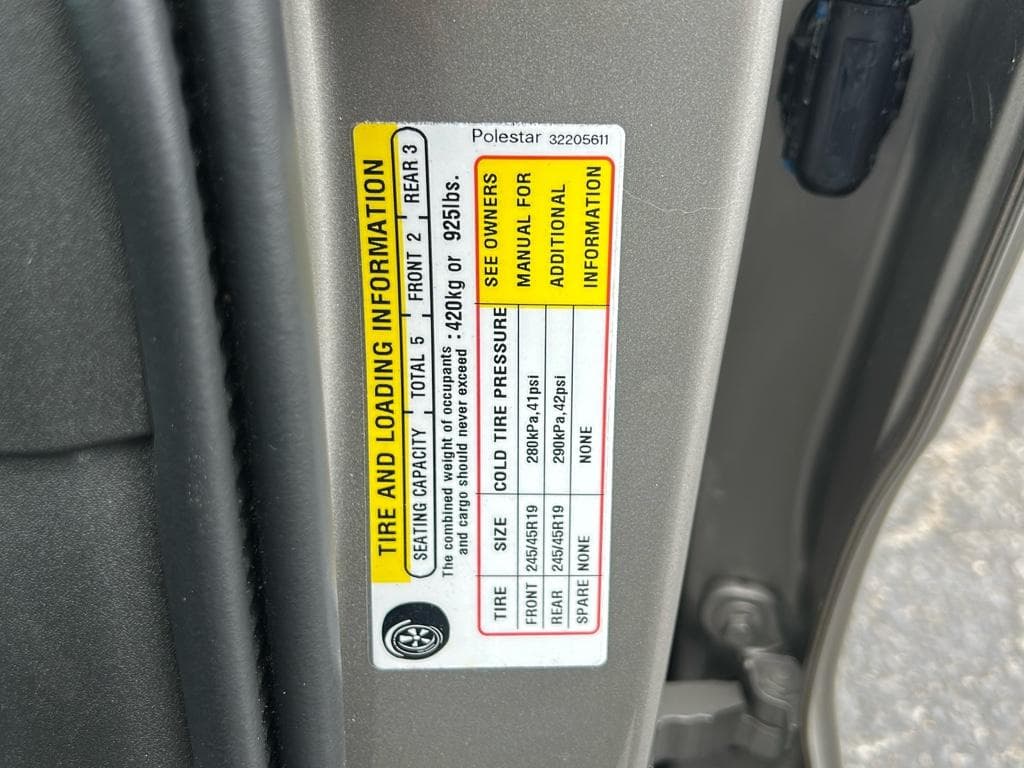 Polestar 32205611
TIRE AND LOADING INFORMATION
SEATING CAPACITY TOTAL 5 FRONT 2 REAR 3
The combined weight of occupants and cargo should never exceed : 420kg or 925lbs.
TIRE SIZE COLD TIRE PRESSURE
FRONT 245/45R19 280kPa,41psi
REAR 245/45R19 290kPa,42psi
SPARE NONE NONE
SEE OWNERS
MANUAL FOR
ADDITIONAL
INFORMATION